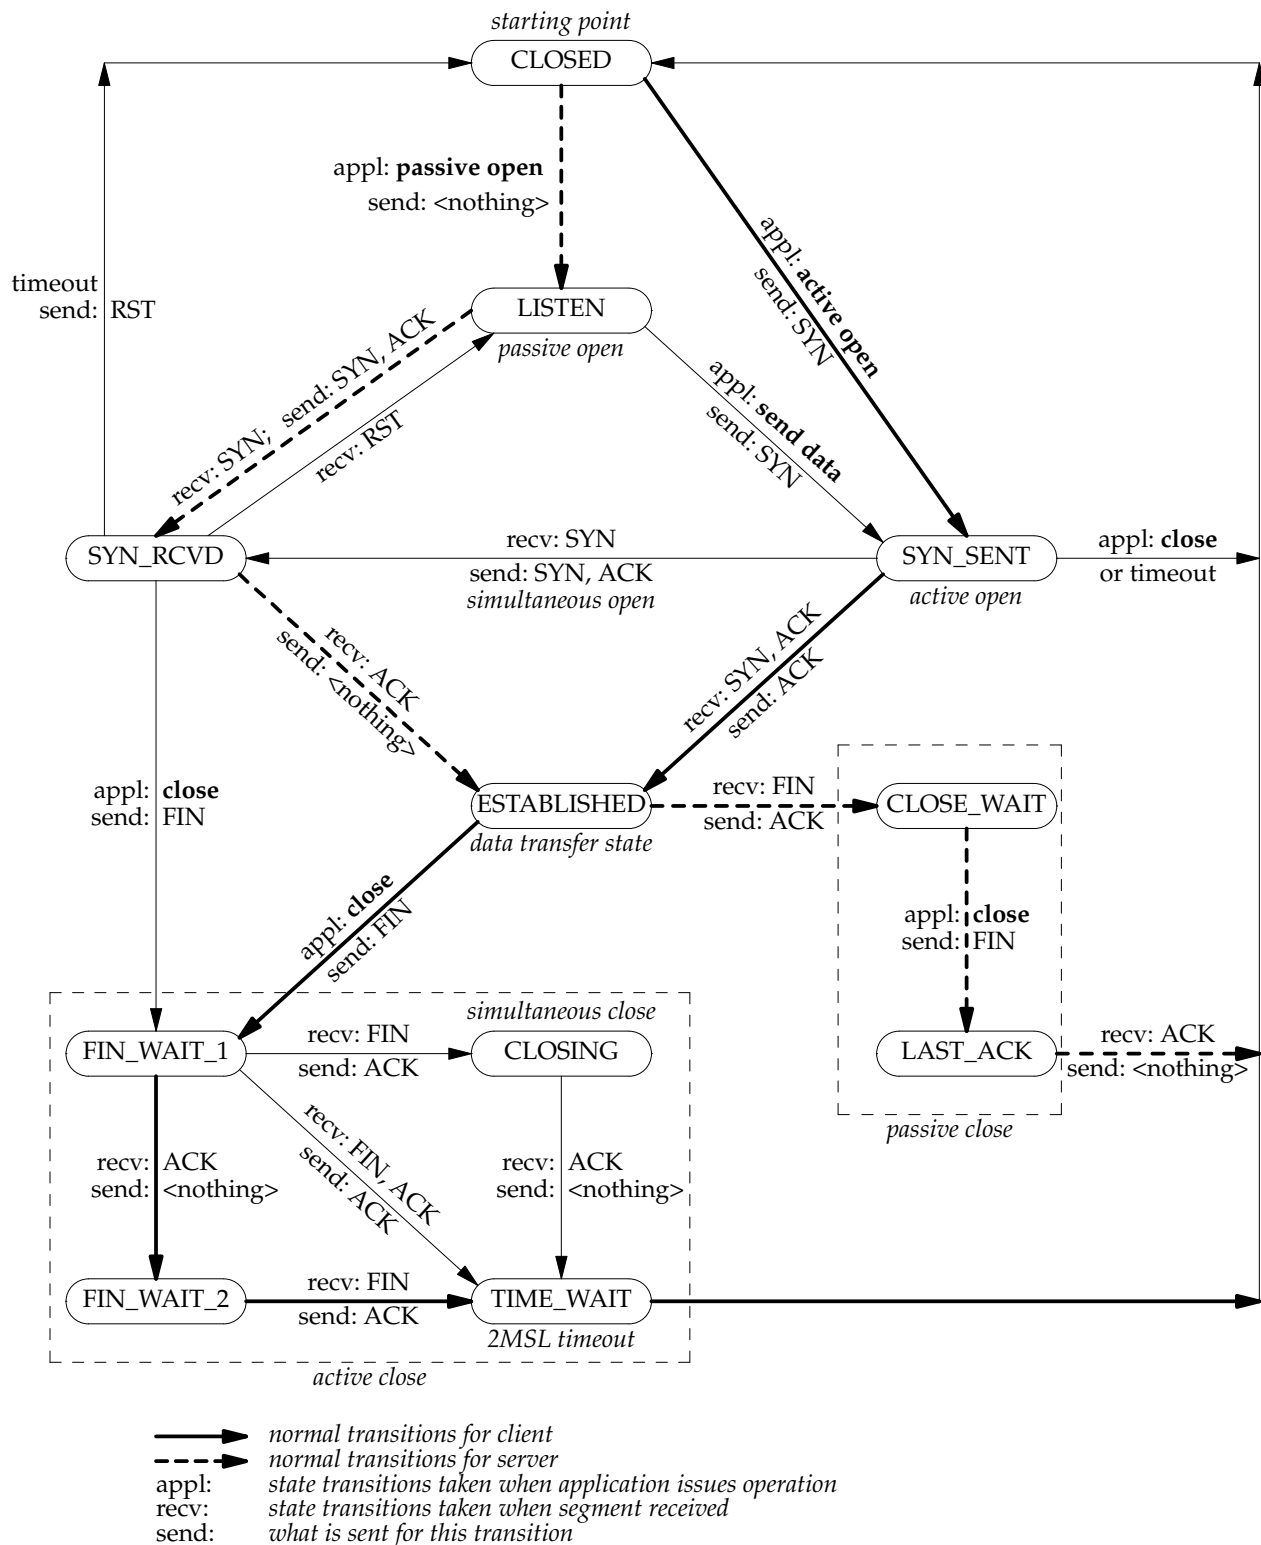 starting point
CLOSED
appl: passive open
send: <nothing>
appl: active open
send: SYN
timeout
send: RST
LISTEN
passive open
recv: SYN; send: SYN, ACK
recv: RST
appl: send data
send: SYN
SYN_RCVD
recv: SYN
send: SYN, ACK
simultaneous open
SYN_SENT
active open
appl: close
or timeout
recv: ACK
send: <nothing>
recv: SYN, ACK
send: ACK
appl: close
send: FIN
ESTABLISHED
data transfer state
recv: FIN
send: ACK
CLOSE_WAIT
appl: close
send: FIN
appl: close
send: FIN
simultaneous close
FIN_WAIT_1
recv: FIN
send: ACK
CLOSING
LAST_ACK
recv: ACK
send: <nothing>
passive close
recv: ACK
send: <nothing>
recv: FIN, ACK
send: ACK
recv: ACK
send: <nothing>
FIN_WAIT_2
recv: FIN
send: ACK
TIME_WAIT
2MSL timeout
active close
normal transitions for client
normal transitions for server
appl: state transitions taken when application issues operation
recv: state transitions taken when segment received
send: what is sent for this transition